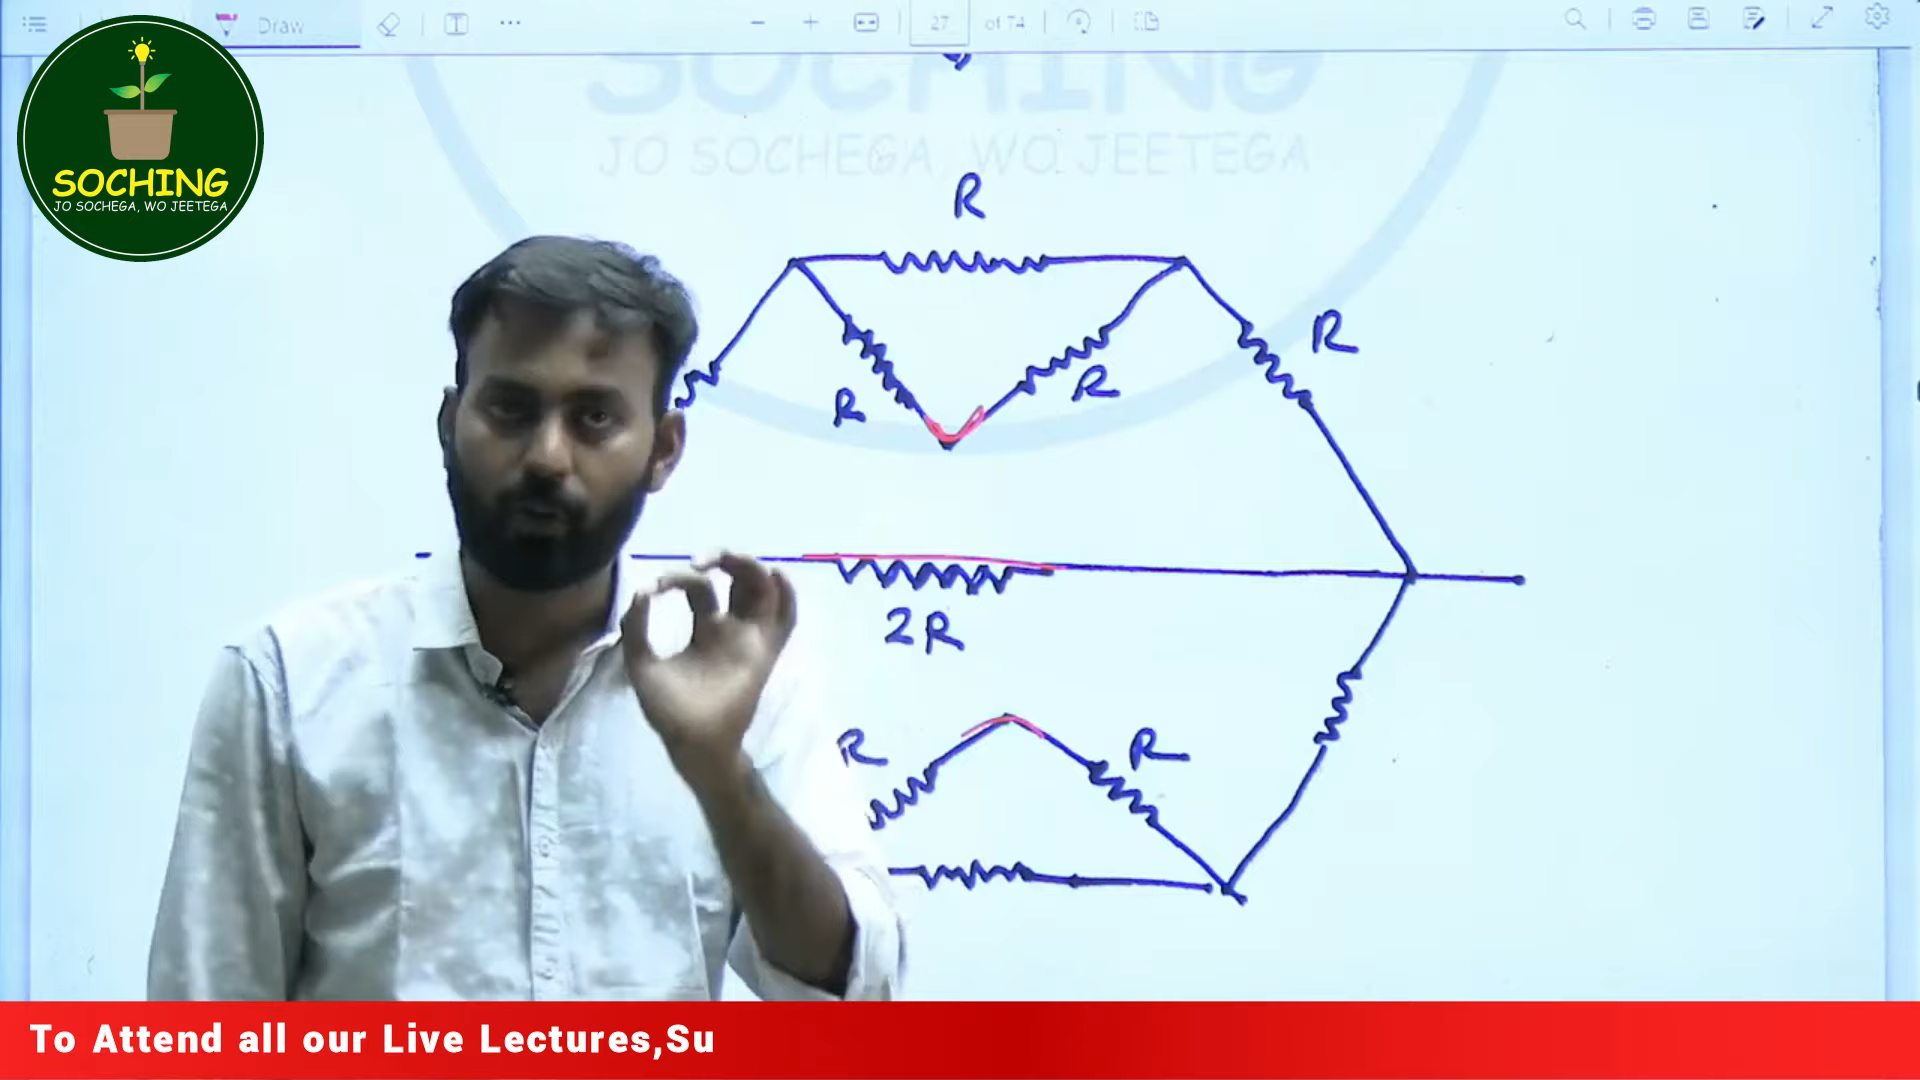 Draw
27 of 74
SOCHING
JO SOCHEGA, WO JEETEGA
SOCHING
JO SOCHEGA, WO JEETEGA
R
R
R
R
2R
R
R
To Attend all our Live Lectures,Su